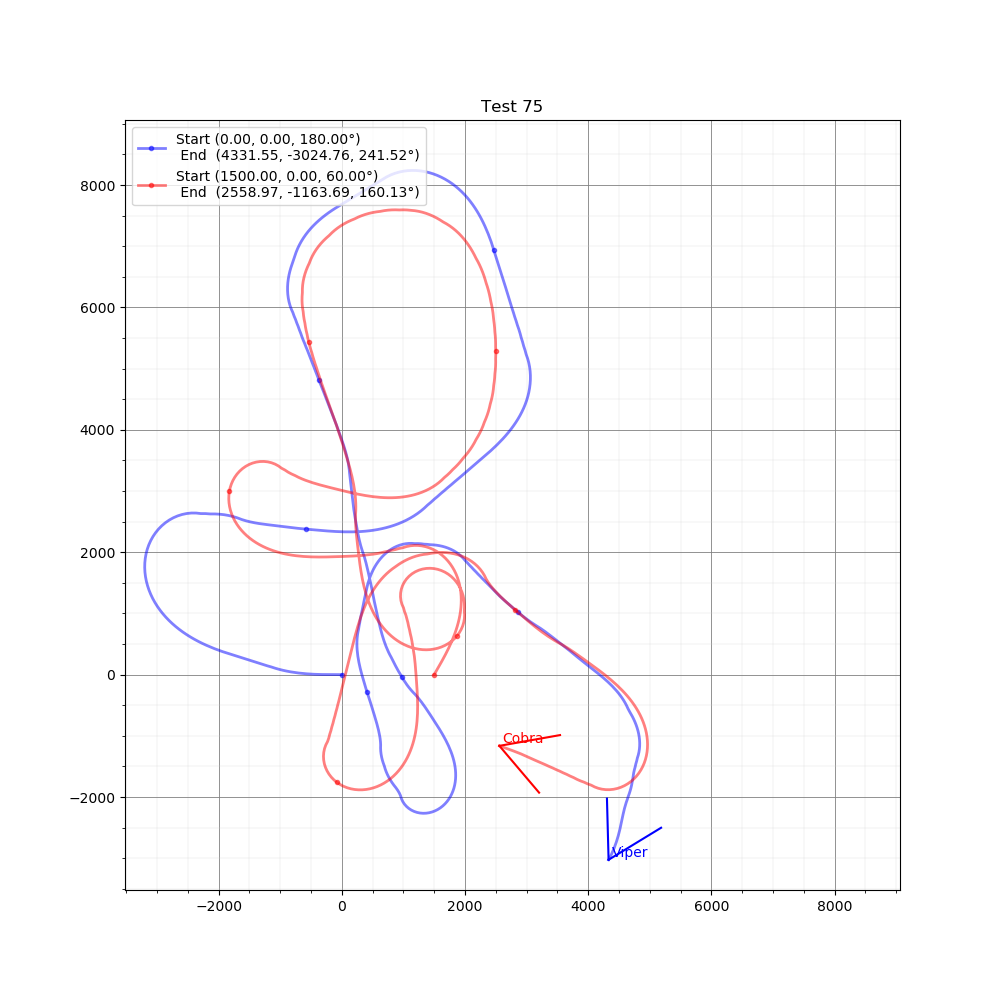 Test 75
Start (0.00, 0.00, 180.00°)
End (4331.55, -3024.76, 241.52°)
Start (1500.00, 0.00, 60.00°)
End (2558.97, -1163.69, 160.13°)
8000
6000
4000
2000
0
−2000
Cobra
Viper
−2000
0
2000
4000
6000
8000